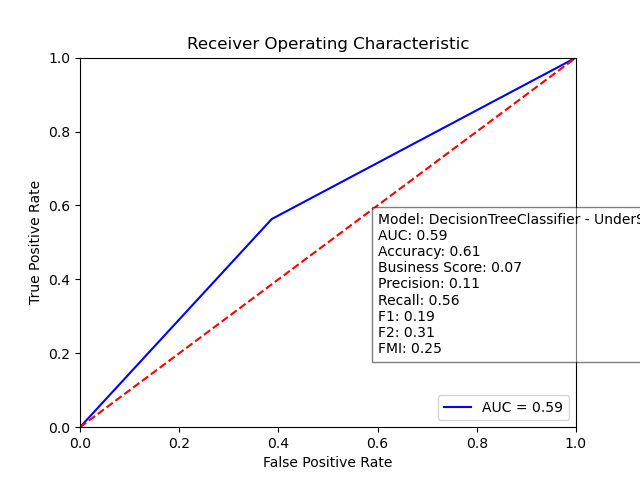 Receiver Operating Characteristic
True Positive Rate
1.0
0.8
0.6
0.4
0.2
0.0
Model: DecisionTreeClassifier - Under
AUC: 0.59
Accuracy: 0.61
Business Score: 0.07
Precision: 0.11
Recall: 0.56
F1: 0.19
F2: 0.31
FMI: 0.25
AUC = 0.59
0.0 0.2 0.4 0.6 0.8 1.0
False Positive Rate